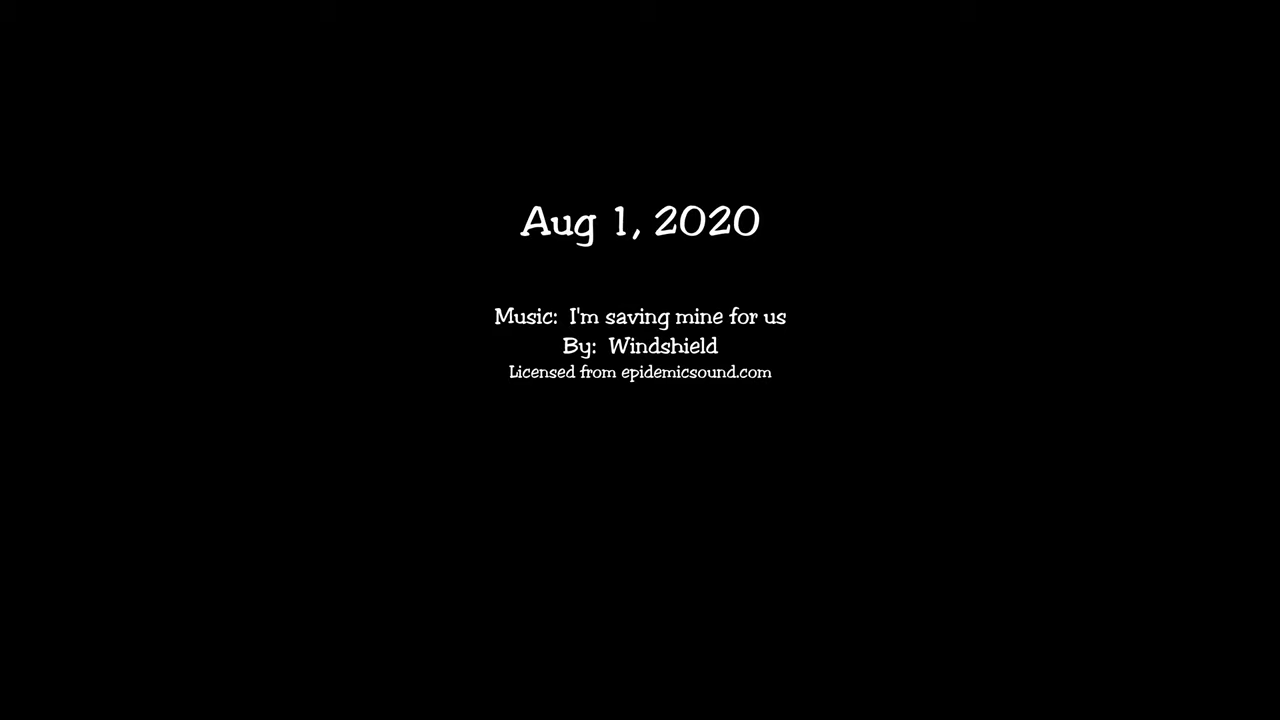 Aug 1, 2020
Music:  I'm saving mine for us
By:  Windshield
Licensed from epidemicsound.com